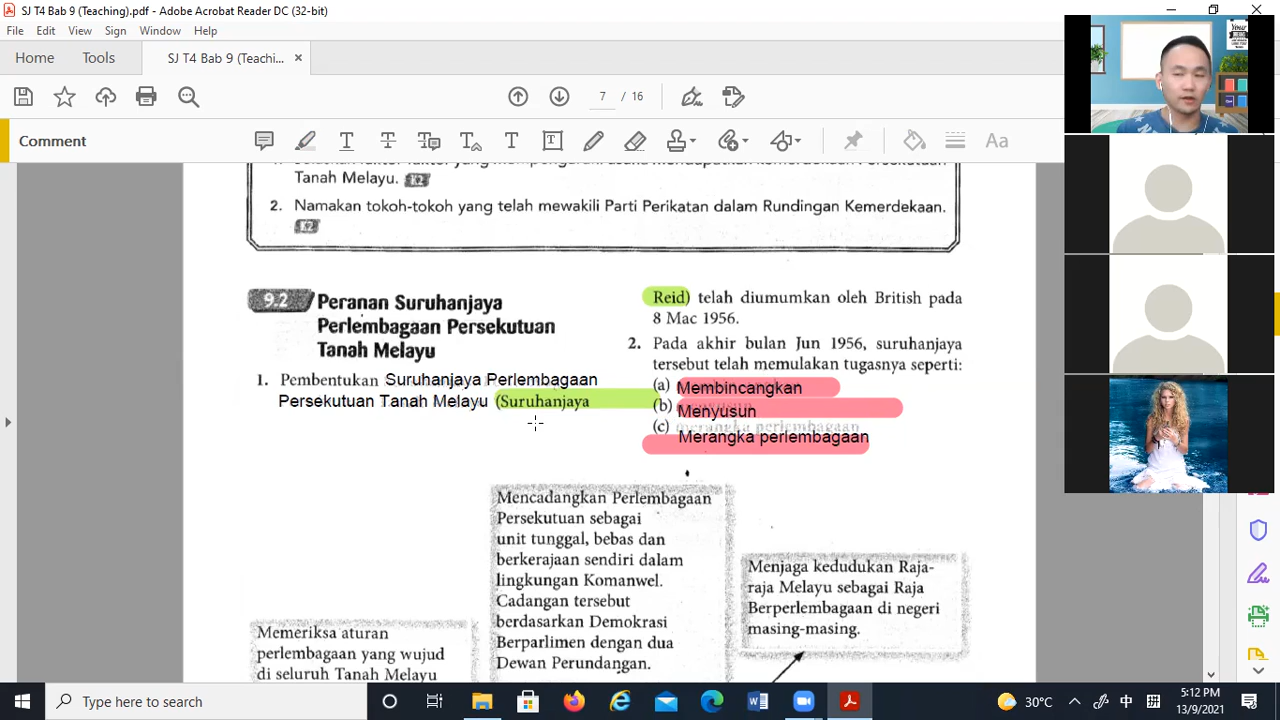 SJ T4 Bab 9 (Teaching).pdf - Adobe Acrobat Reader DC (32-bit)
File Edit View Sign Window Help
Home Tools SJ T4 Bab 9 (Teachi... ×
7 / 16
Comment
Aa
Tanah Melayu. K2
2. Namakan tokoh-tokoh yang telah mewakili Parti Perikatan dalam Rundingan Kemerdekaan.
9.2 Peranan Suruhanjaya
Perlembagaan Persekutuan
Tanah Melayu
1. Pembentukan Suruhanjaya Perlembagaan
Persekutuan Tanah Melayu (Suruhanjaya
Reid) telah diumumkan oleh British pada
8 Mac 1956.
2. Pada akhir bulan Jun 1956, suruhanjaya
tersebut telah memulakan tugasnya seperti:
(a) Membincangkan
(b) Menyusun
(c) merangka perlembagaan
Merangka perlembagaan
Mencadangkan Perlembagaan
Persekutuan sebagai
unit tunggal, bebas dan
berkerajaan sendiri dalam
lingkungan Komanwel.
Cadangan tersebut
berdasarkan Demokrasi
Berparlimen dengan dua
Dewan Perundangan.
Menjaga kedudukan Raja-
raja Melayu sebagai Raja
Berperlembagaan di negeri
masing-masing.
Memeriksa aturan
perlembagaan yang wujud
di seluruh Tanah Melayu
Type here to search
30°C
中
拼
5:12 PM
13/9/2021